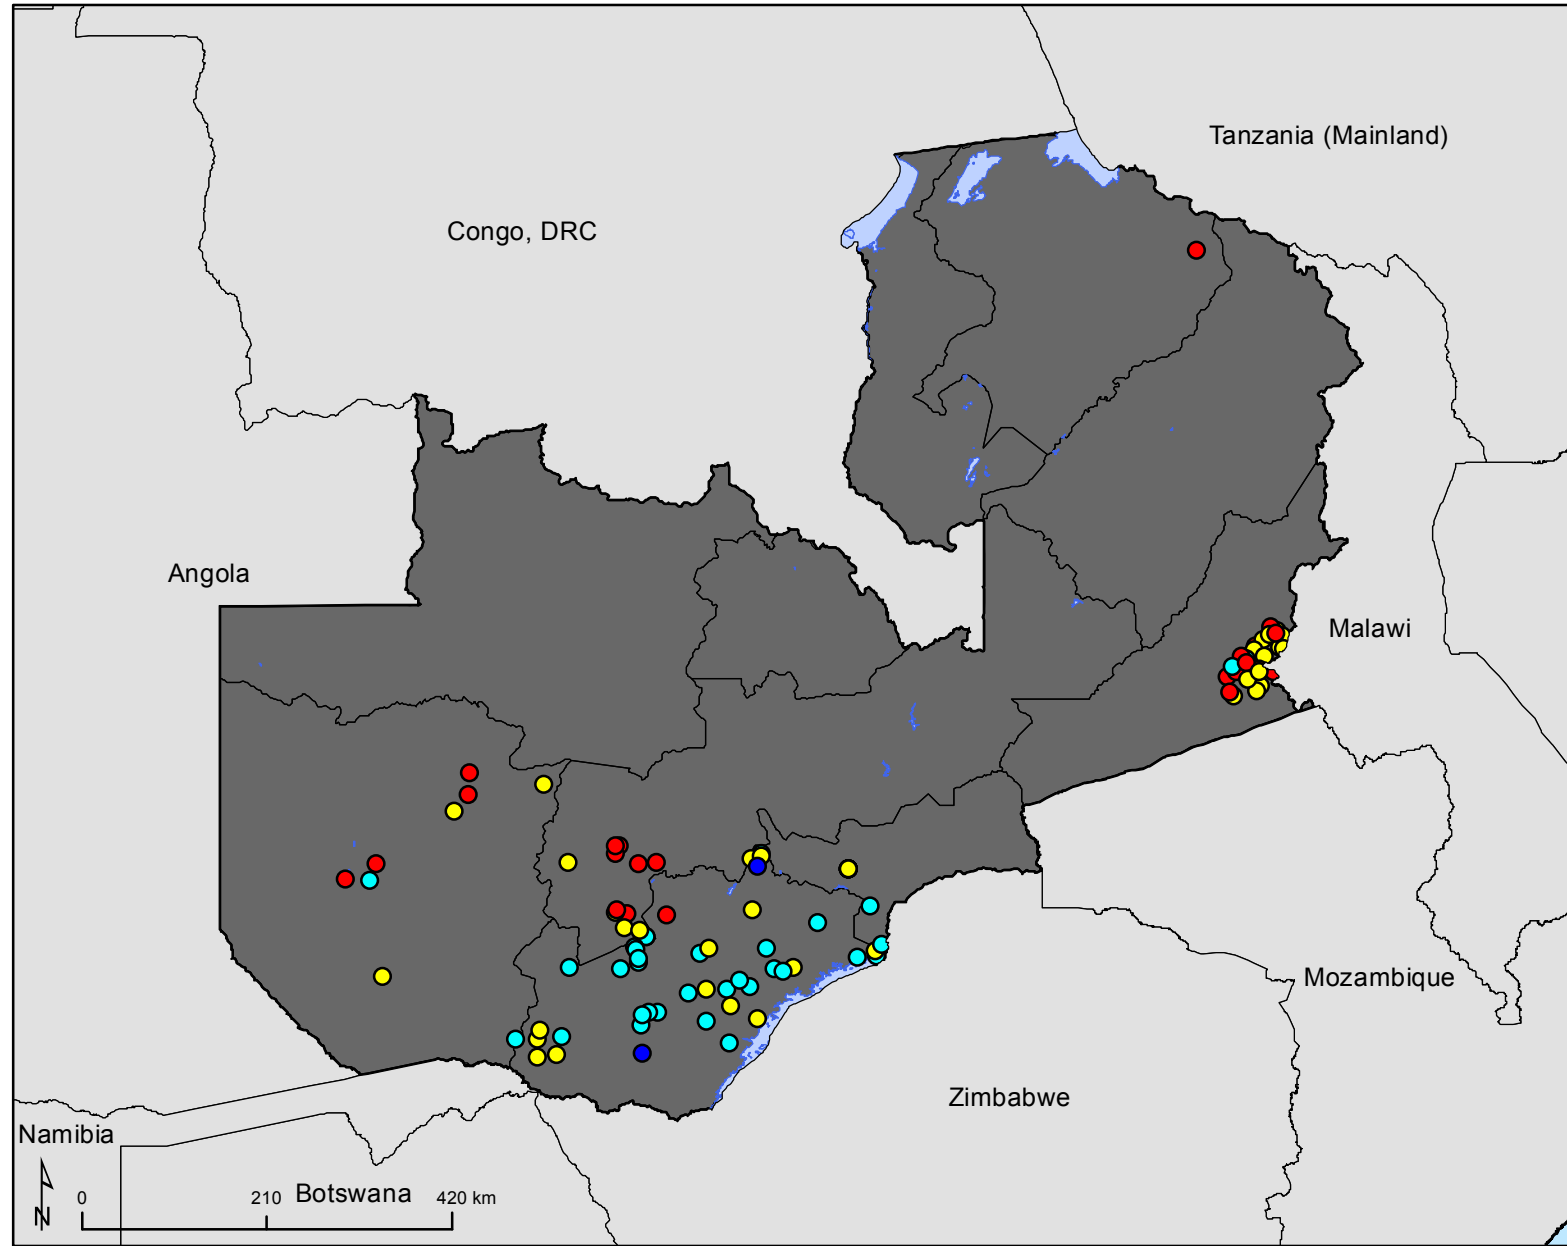 Tanzania (Mainland)
Congo, DRC
Angola
Malawi
Mozambique
Zimbabwe
Namibia
Botswana
N
0
210
420 km